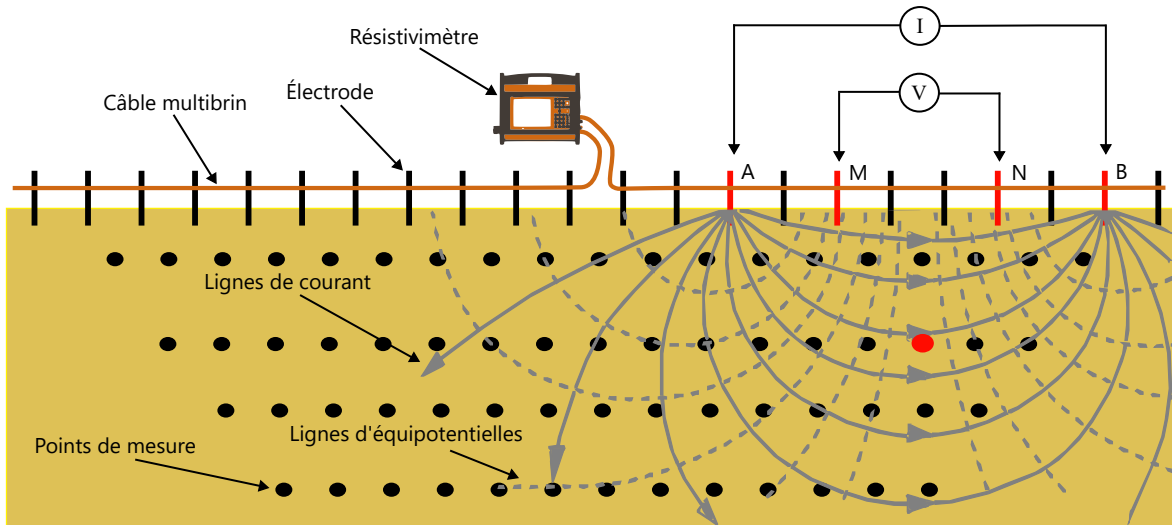 I
Résistivimètre
V
Électrode
Câble multibrin
A
M
N
B
Lignes de courant
Lignes d'équipotentielles
Points de mesure